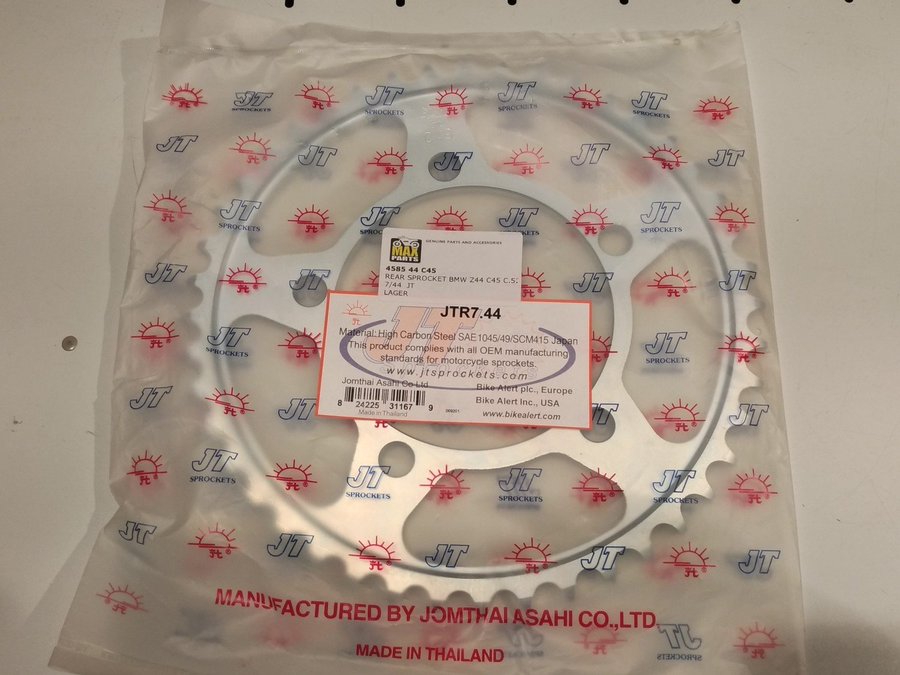 GENUINE PARTS AND ACCESSORIES
MAX
PARTS
4585 44 C45
REAR SPROCKET BMW Z44 C45 C.5:
7/44 JT
LAGER
JTR7.44
Material: High Carbon Steel SAE1045/49/SCM415 Japan
This product complies with all OEM manufacturing
standards for motorcycle sprockets.
www.jtsprockets.com
Jomthai Asahi Co Ltd
Bike Alert plc., Europe
Bike Alert Inc., USA
8 24225 31167 9
Made in Thailand
www.bikealert.com
JT
SPROCKETS
MANUFACTURED BY JOMTHAI ASAHI CO.,LTD.
MADE IN THAILAND